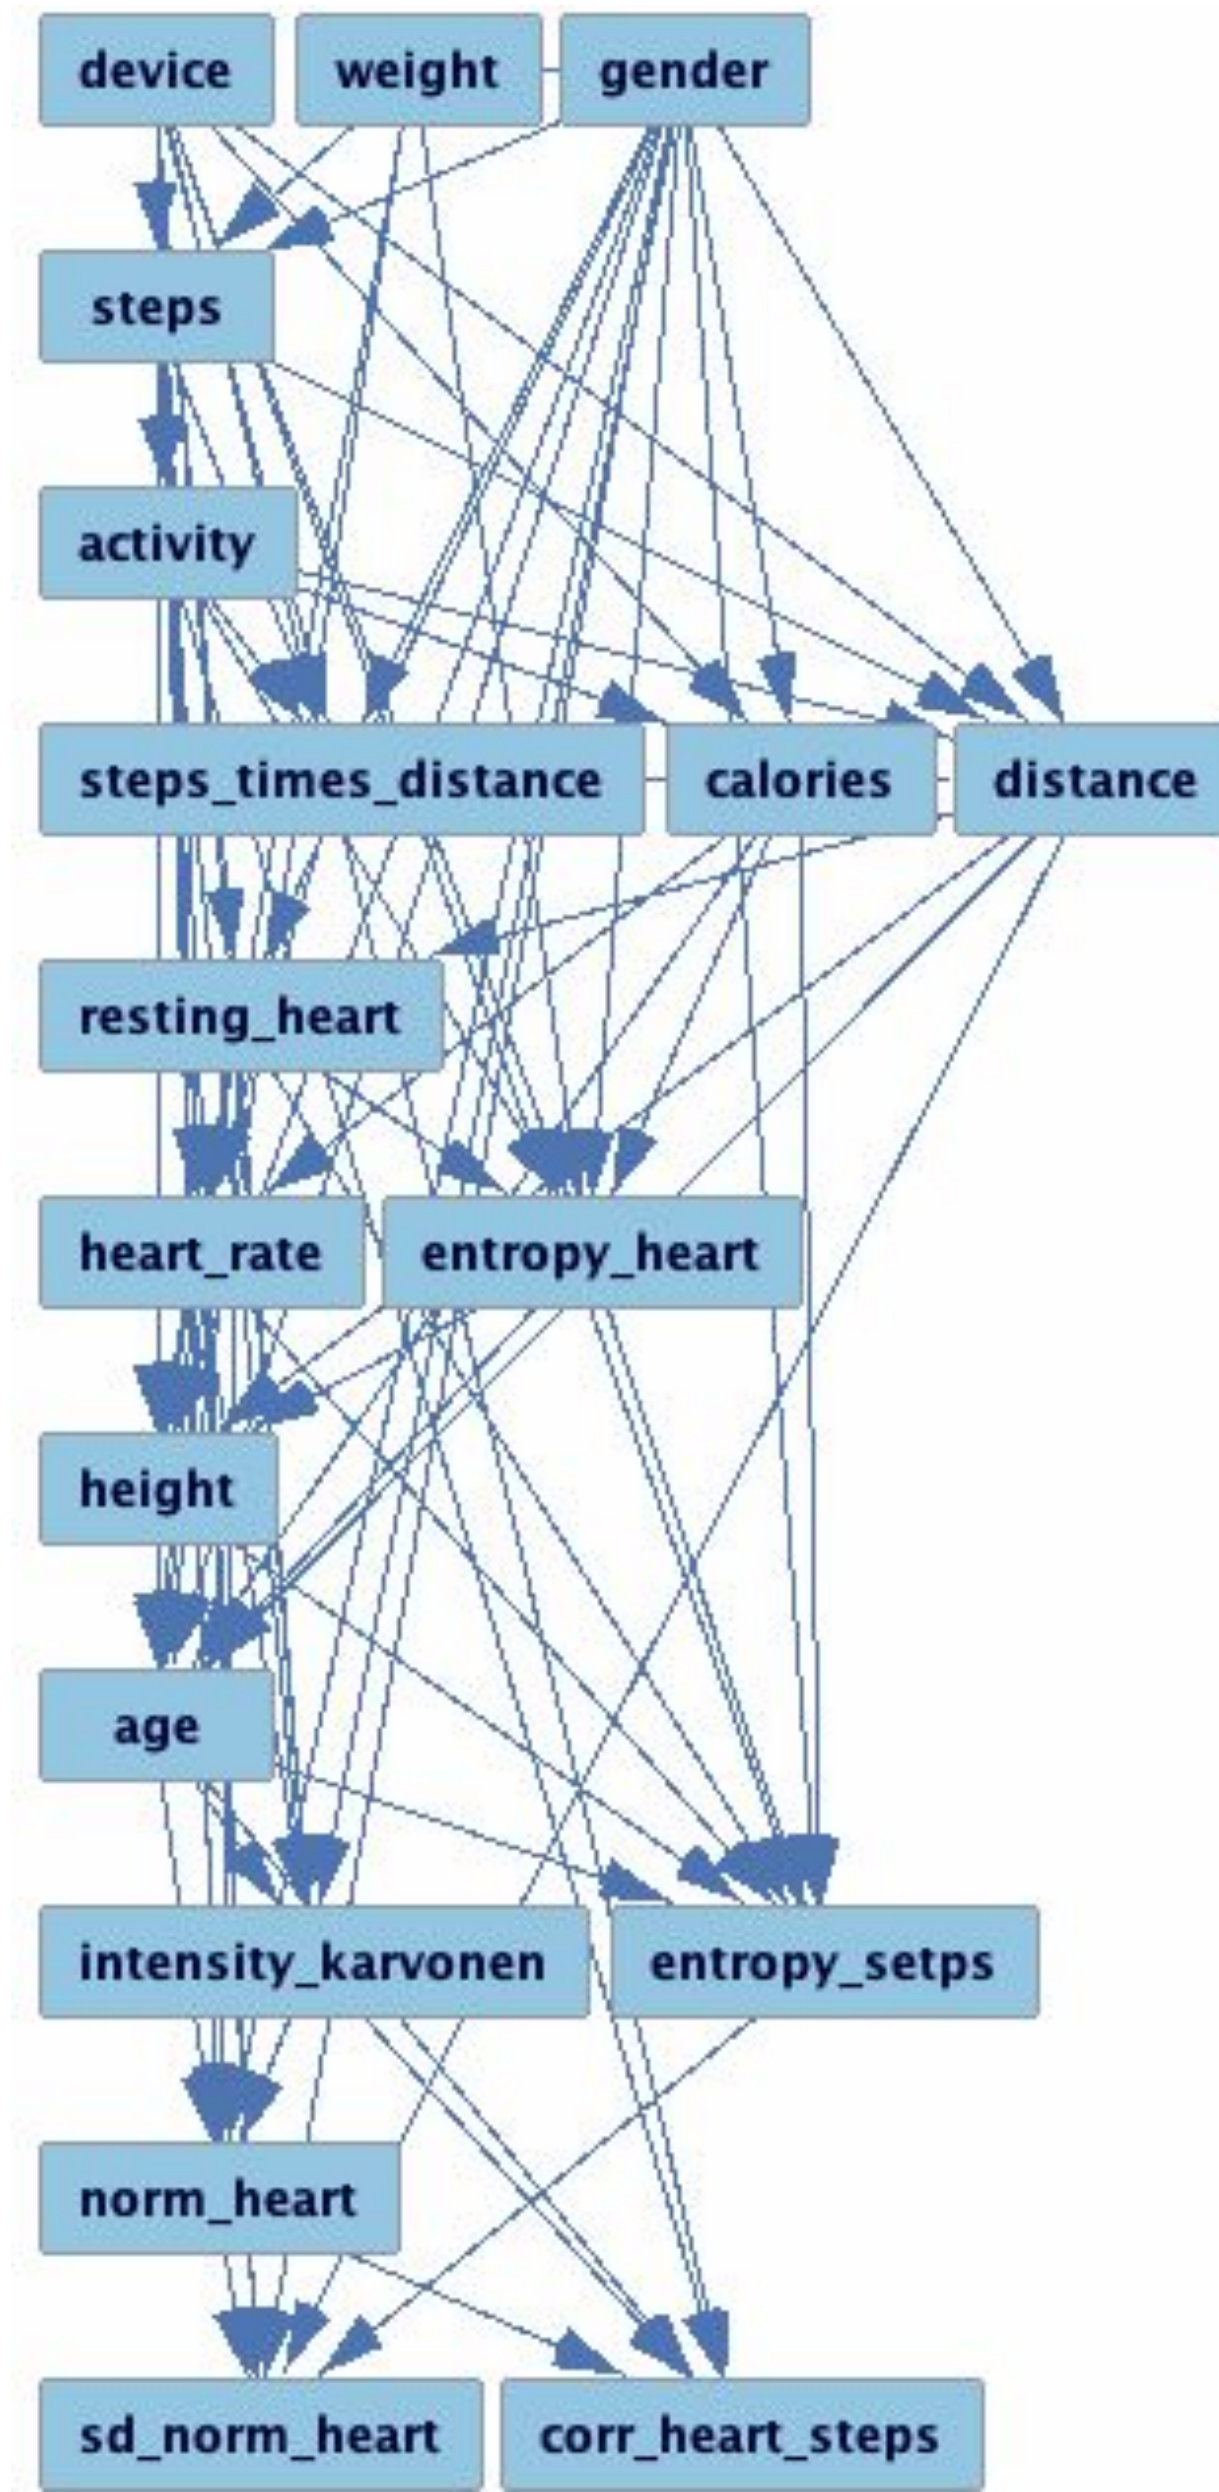 device weight gender
steps
activity
steps_times_distance calories distance
resting_heart
heart_rate entropy_heart
height
age
intensity_karvonen entropy_setps
norm_heart
sd_norm_heart corr_heart_steps